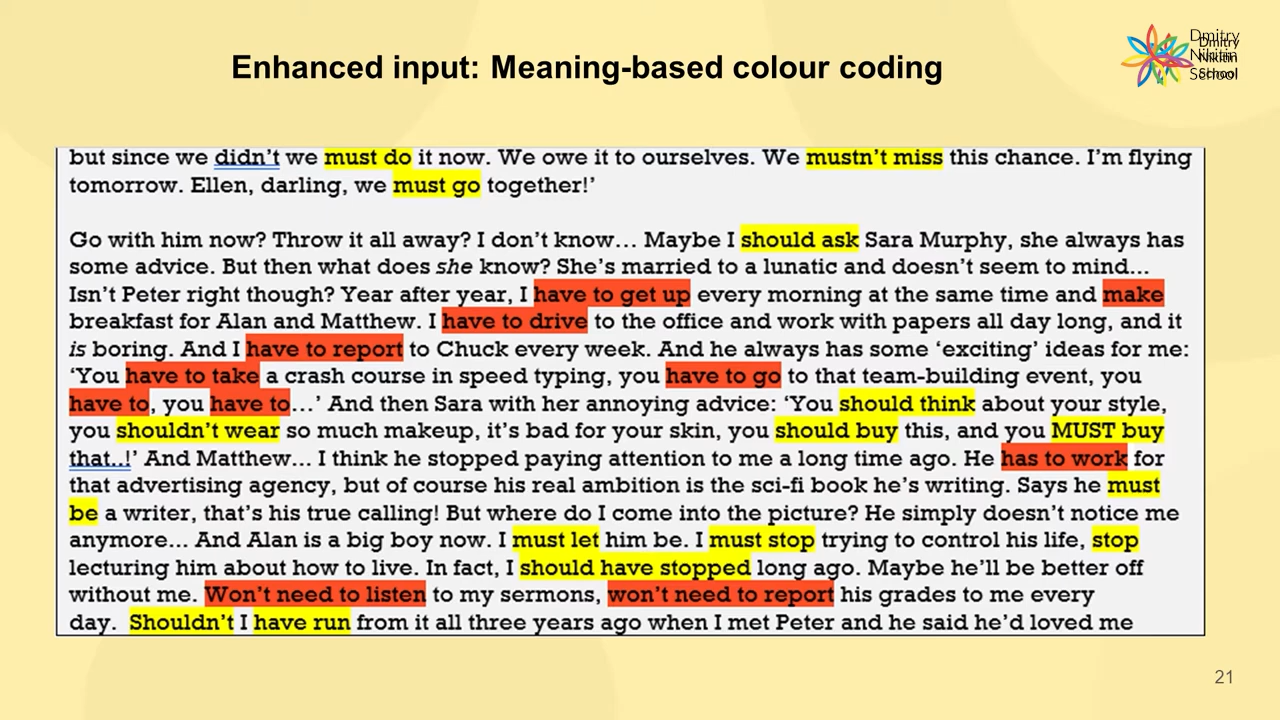 Enhanced input: Meaning-based colour coding
Dmitry
Nikitin
School
Dmitry
Nikitin
School
but since we didn’t we must do it now. We owe it to ourselves. We mustn’t miss this chance. I’m flying
tomorrow. Ellen, darling, we must go together!’
Go with him now? Throw it all away? I don’t know… Maybe I should ask Sara Murphy, she always has
some advice. But then what does she know? She’s married to a lunatic and doesn’t seem to mind…
Isn’t Peter right though? Year after year, I have to get up every morning at the same time and make
breakfast for Alan and Matthew. I have to drive to the office and work with papers all day long, and it
is boring. And I have to report to Chuck every week. And he always has some ‘exciting’ ideas for me:
‘You have to take a crash course in speed typing, you have to go to that team-building event, you
have to, you have to…’ And then Sara with her annoying advice: ‘You should think about your style,
you shouldn’t wear so much makeup, it’s bad for your skin, you should buy this, and you MUST buy
that..!’ And Matthew… I think he stopped paying attention to me a long time ago. He has to work for
that advertising agency, but of course his real ambition is the sci-fi book he’s writing. Says he must
be a writer, that’s his true calling! But where do I come into the picture? He simply doesn’t notice me
anymore… And Alan is a big boy now. I must let him be. I must stop trying to control his life, stop
lecturing him about how to live. In fact, I should have stopped long ago. Maybe he’ll be better off
without me. Won’t need to listen to my sermons, won’t need to report his grades to me every
day. Shouldn’t I have run from it all three years ago when I met Peter and he said he’d loved me
21